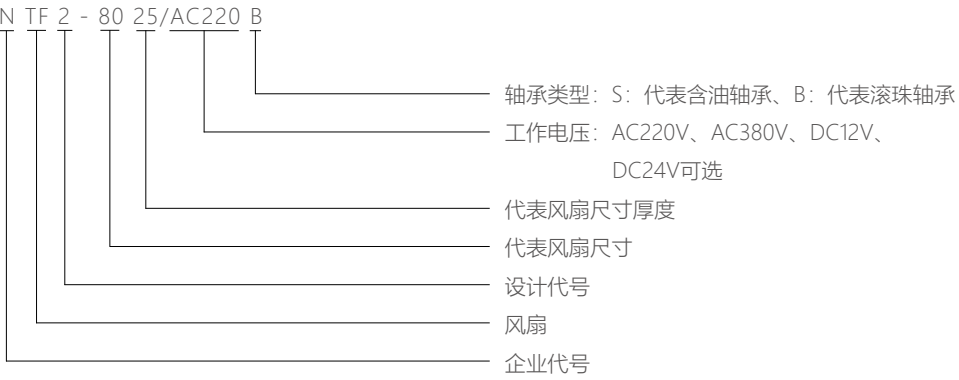 N TF 2 - 80 25/AC220 B
轴承类型：S：代表含油轴承、B：代表滚珠轴承
工作电压：AC220V、AC380V、DC12V、
DC24V可选
代表风扇尺寸厚度
代表风扇尺寸
设计代号
风扇
企业代号